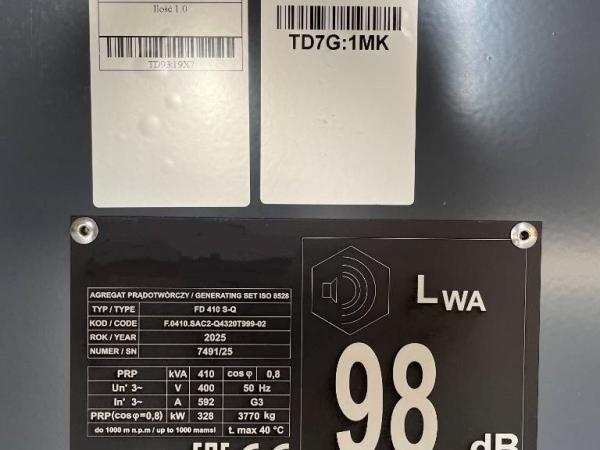 Ilość 1.0
TD93:19X7
TD7G:1MK
AGREGAT PRĄDOTWÓRCZY / GENERATING SET ISO 8528
TYP / TYPE FD 410 S-Q
KOD / CODE F.0410.SAC2-Q4320T999-02
ROK / YEAR 2025
NUMER / SN 7491/25
PRP kVA 410 cos φ 0,8
Un' 3~ V 400 50 Hz
In' 3~ A 592 G3
PRP(cosφ=0,8) kW 328 3770 kg
do 1000 m n.p.m / up to 1000 mamsl t. max 40 °C
LWA
98
dB